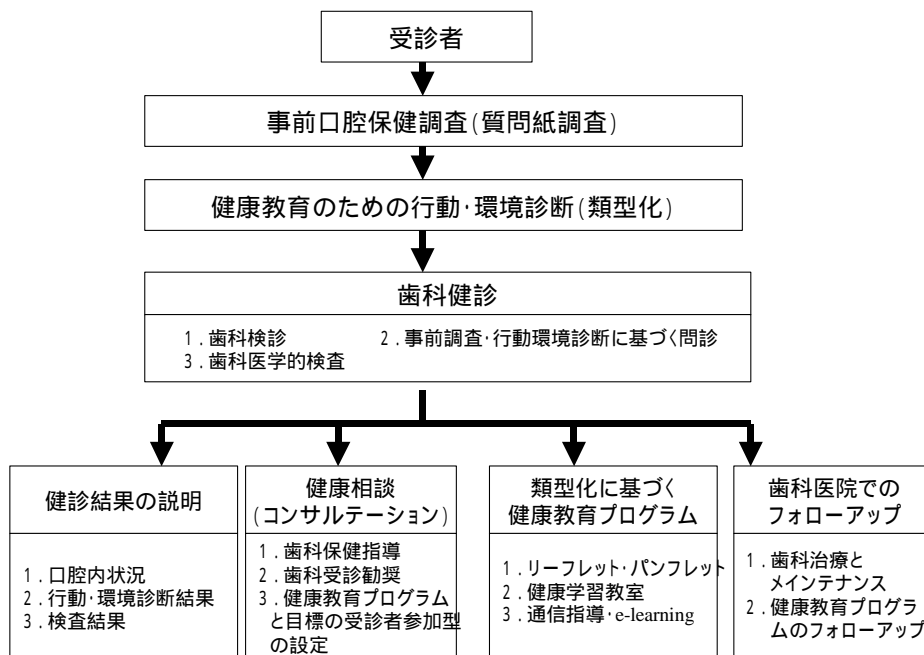 受診者
事前口腔保健調査(質問紙調査)
健康教育のための行動･環境診断(類型化)
歯科健診
1．歯科検診　　2．事前調査･行動環境診断に基づく問診
3．歯科医学的検査
健診結果の説明
1．口腔内状況
2．行動･環境診断結果
3．検査結果
健康相談
(コンサルテーション)
1．歯科保健指導
2．歯科受診勧奨
3．健康教育プログラム
と目標の受診者参加型
の設定
類型化に基づく
健康教育プログラム
1．リーフレット･パンフレット
2．健康学習教室
3．通信指導･e-learning
歯科医院での
フォローアップ
1．歯科治療と
メインテナンス
2．健康教育プログラ
ムのフォローアップ